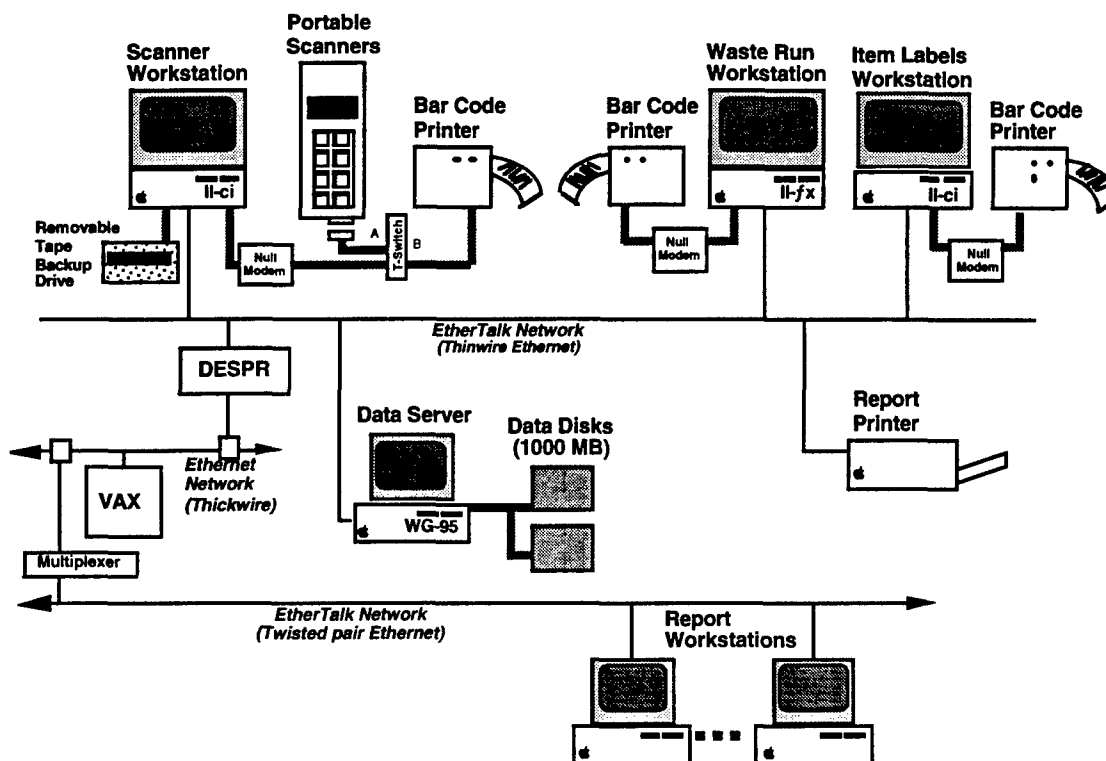 Portable
Scanners
Scanner
Workstation
Waste Run
Workstation
Item Labels
Workstation
Bar Code
Printer
Bar Code
Printer
Bar Code
Printer
II-ci
II-fx
II-ci
Removable
Tape
Backup
Drive
Null
Modem
A
T-Switch
B
Null
Modem
Null
Modem
EtherTalk Network
(Thinwire Ethernet)
DESPR
Data Server
Data Disks
(1000 MB)
Report
Printer
Ethernet
Network
(Thickwire)
VAX
WG-95
Multiplexer
EtherTalk Network
(Twisted pair Ethernet)
Report
Workstations